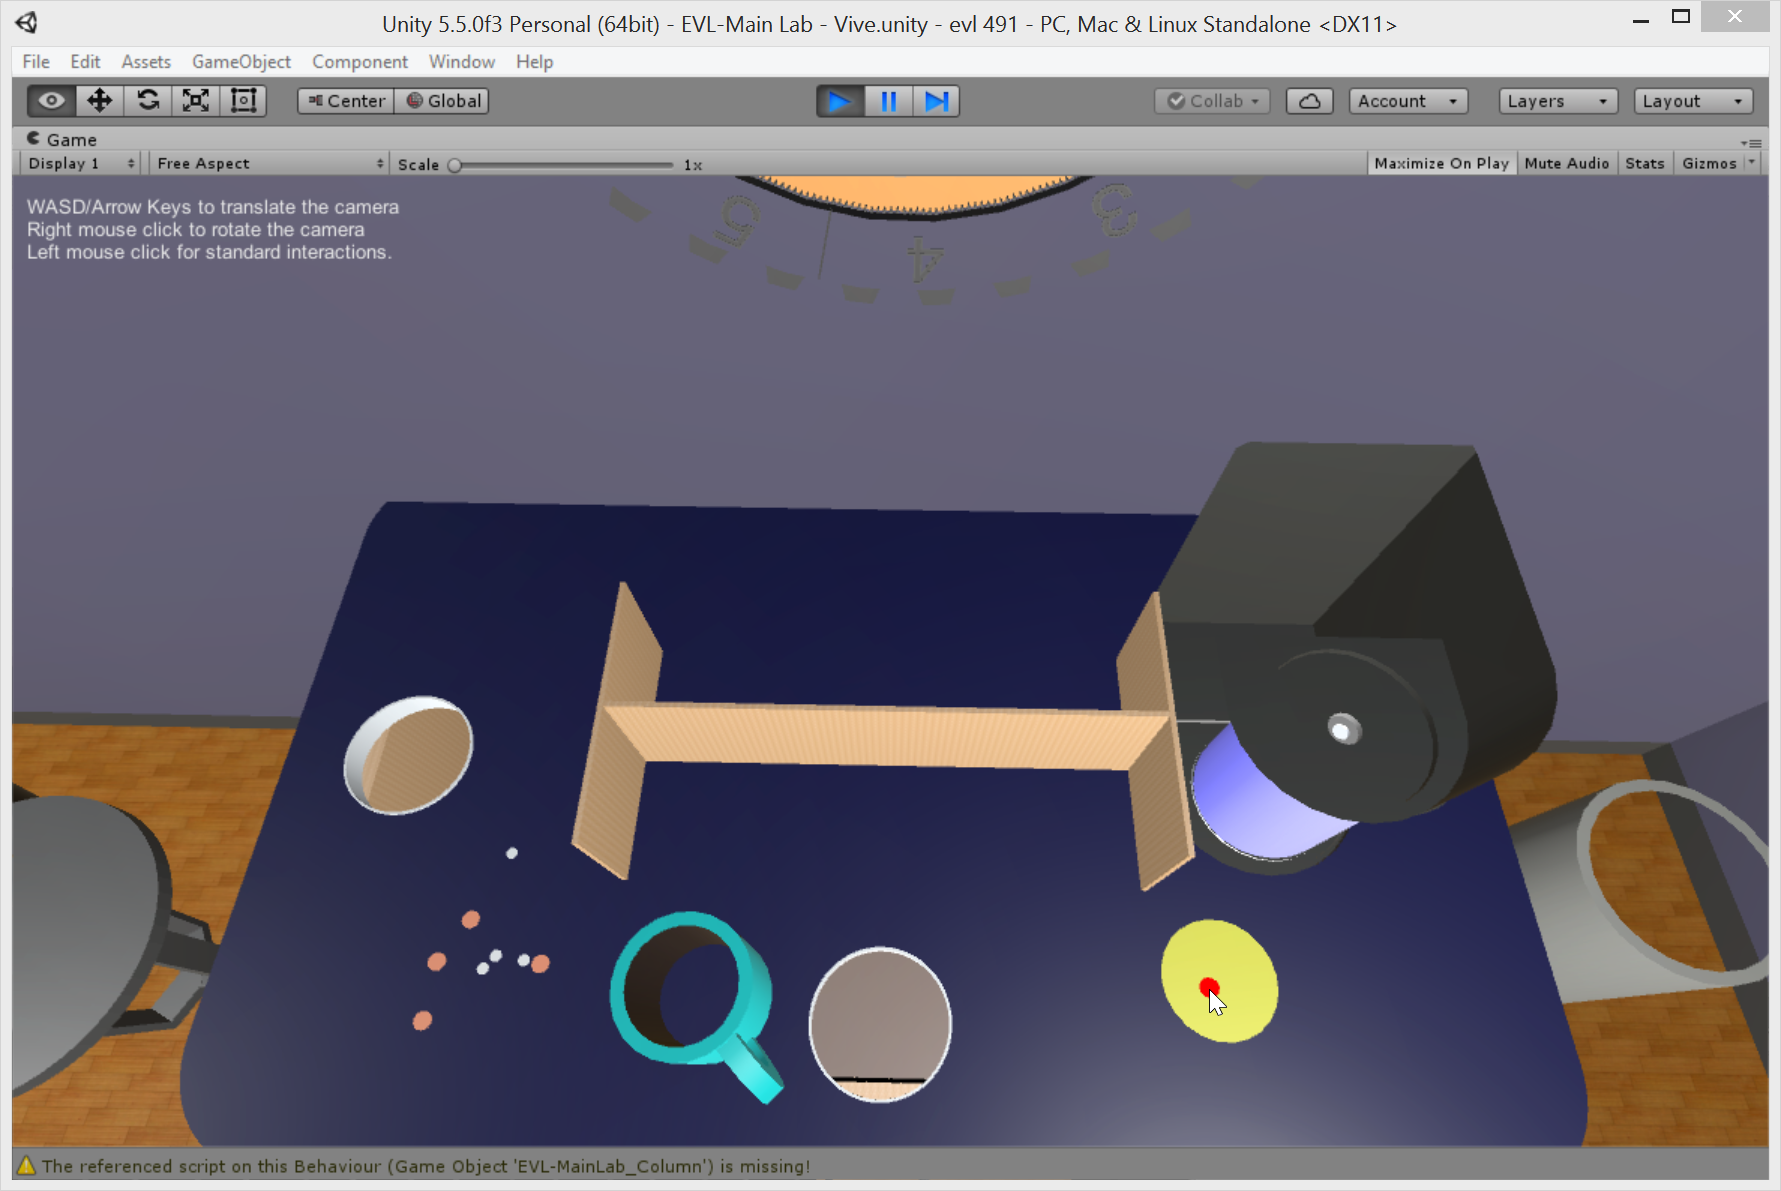 Unity 5.5.0f3 Personal (64bit) - EVL-Main Lab - Vive.unity - evl 491 - PC, Mac & Linux Standalone <DX11>
File Edit Assets GameObject Component Window Help
Center Global Collab Account Layers Layout
Game
Display 1 Free Aspect Scale 1x Maximize On Play Mute Audio Stats Gizmos
WASD/Arrow Keys to translate the camera
Right mouse click to rotate the camera
Left mouse click for standard interactions.
5 4 3
The referenced script on this Behaviour (Game Object 'EVL-MainLab_Column') is missing!